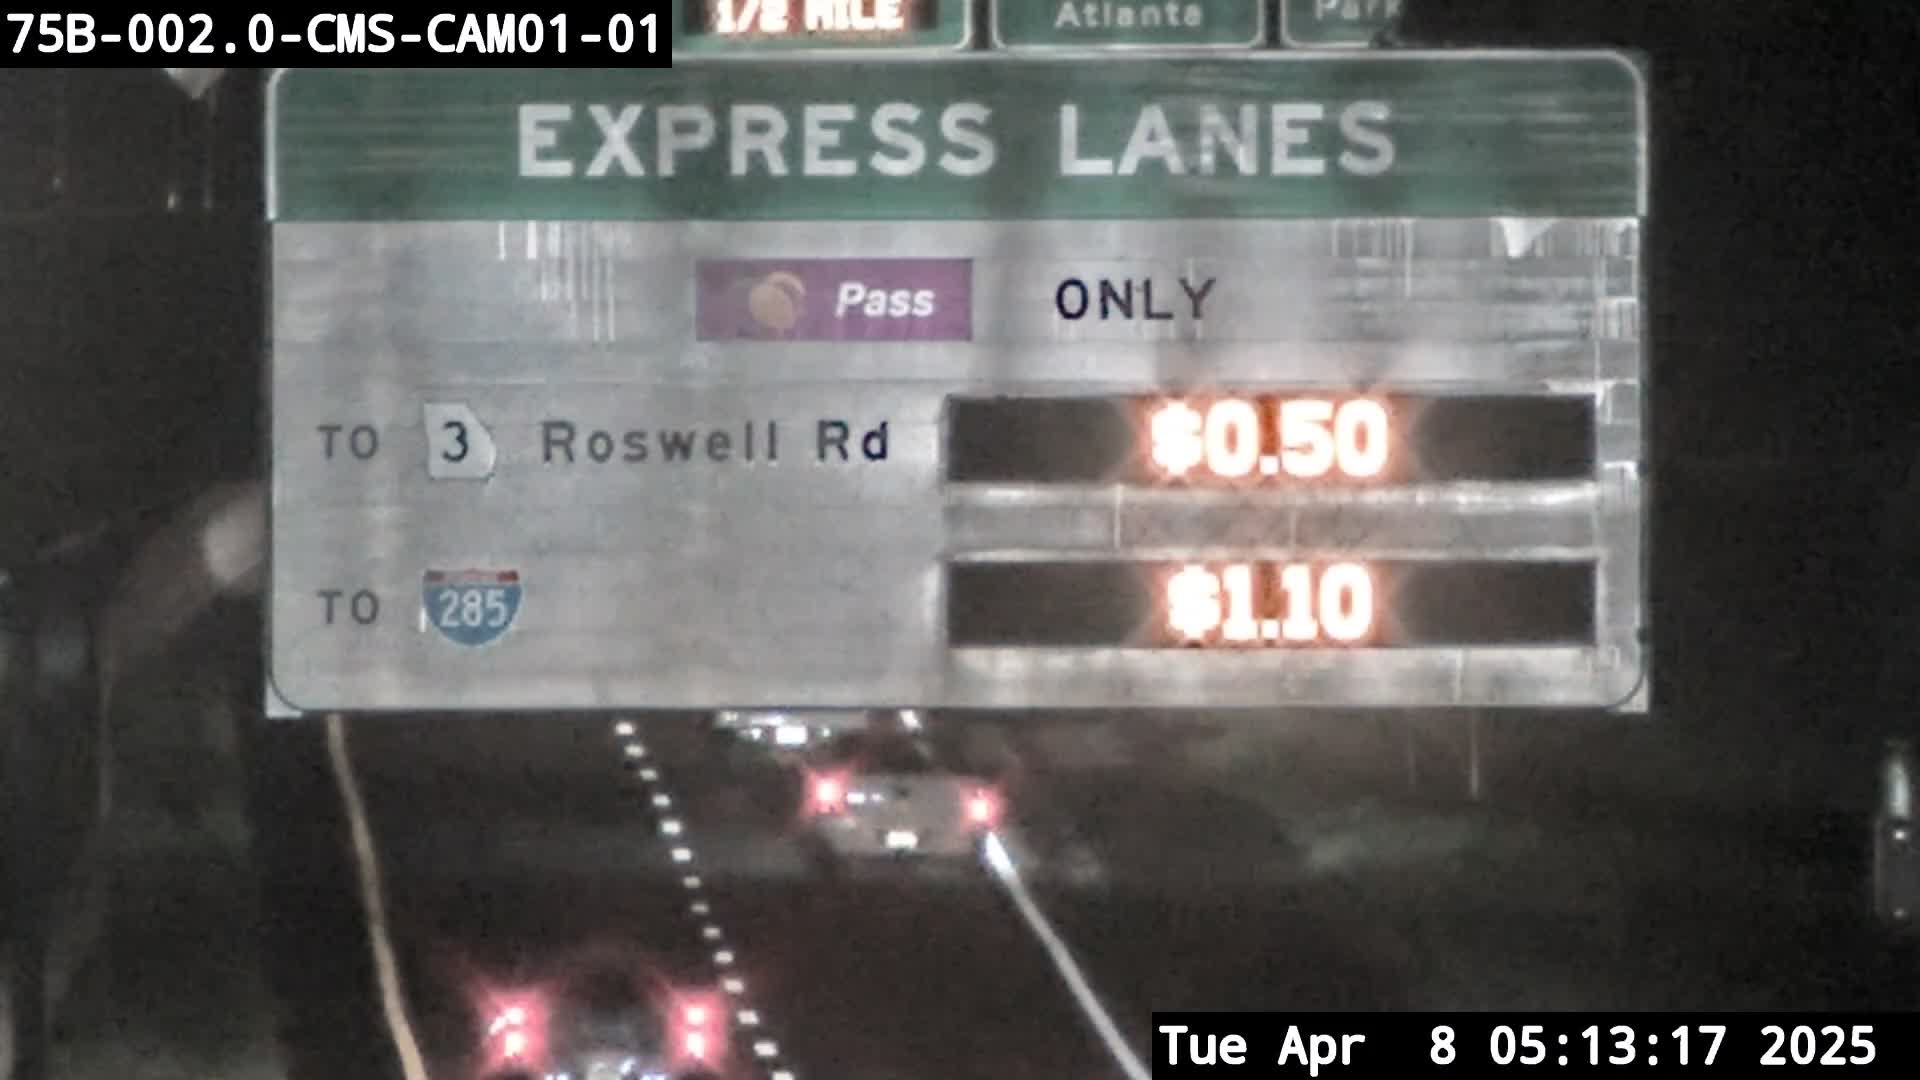 75B-002.0-CMS-CAM01-01
1/2 MILE
Atlanta
Park
EXPRESS LANES
Pass ONLY
TO 3 Roswell Rd $0.50
TO 285 $1.10
Tue Apr 8 05:13:17 2025